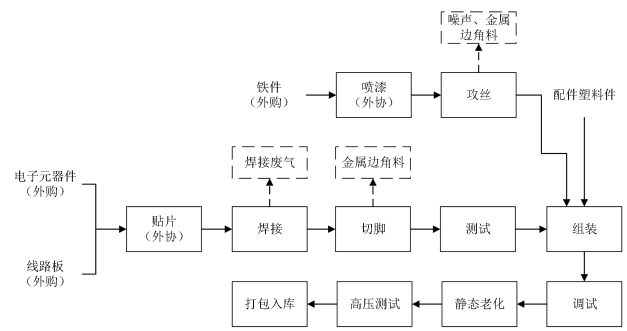 噪声、金属
边角料
铁件
（外购）
喷漆
（外协）
攻丝
配件塑料件
焊接废气
金属边角料
电子元器件
（外购）
贴片
（外协）
焊接
切脚
测试
组装
线路板
（外购）
打包入库
高压测试
静态老化
调试